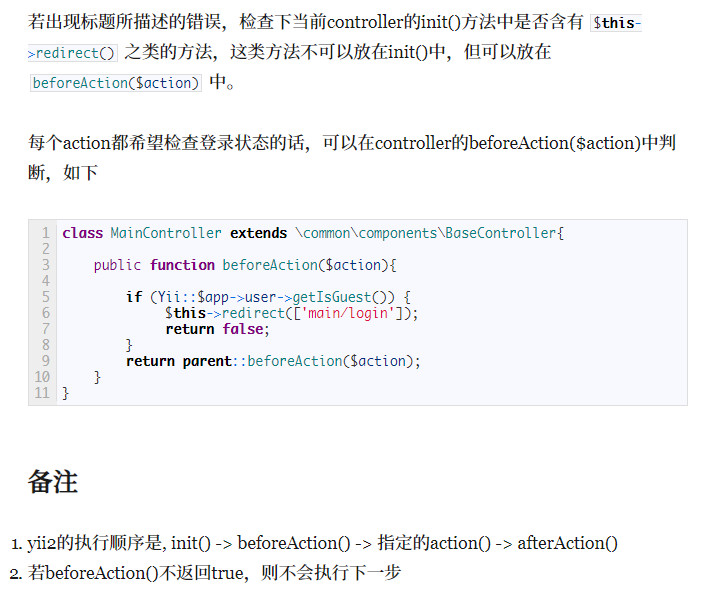 若出现标题所描述的错误，检查下当前controller的init()方法中是否含有 $this-
>redirect() 之类的方法，这类方法不可以放在init()中，但可以放在
beforeAction($action) 中。
每个action都希望检查登录状态的话，可以在controller的beforeAction($action)中判
断，如下
1 class MainController extends \common\components\BaseController{
2
3     public function beforeAction($action){
4
5         if (Yii::$app->user->getIsGuest()) {
6             $this->redirect(['main/login']);
7             return false;
8         }
9         return parent::beforeAction($action);
10     }
11 }
备注
1. yii2的执行顺序是, init() -> beforeAction() -> 指定的action() -> afterAction()
2. 若beforeAction()不返回true，则不会执行下一步